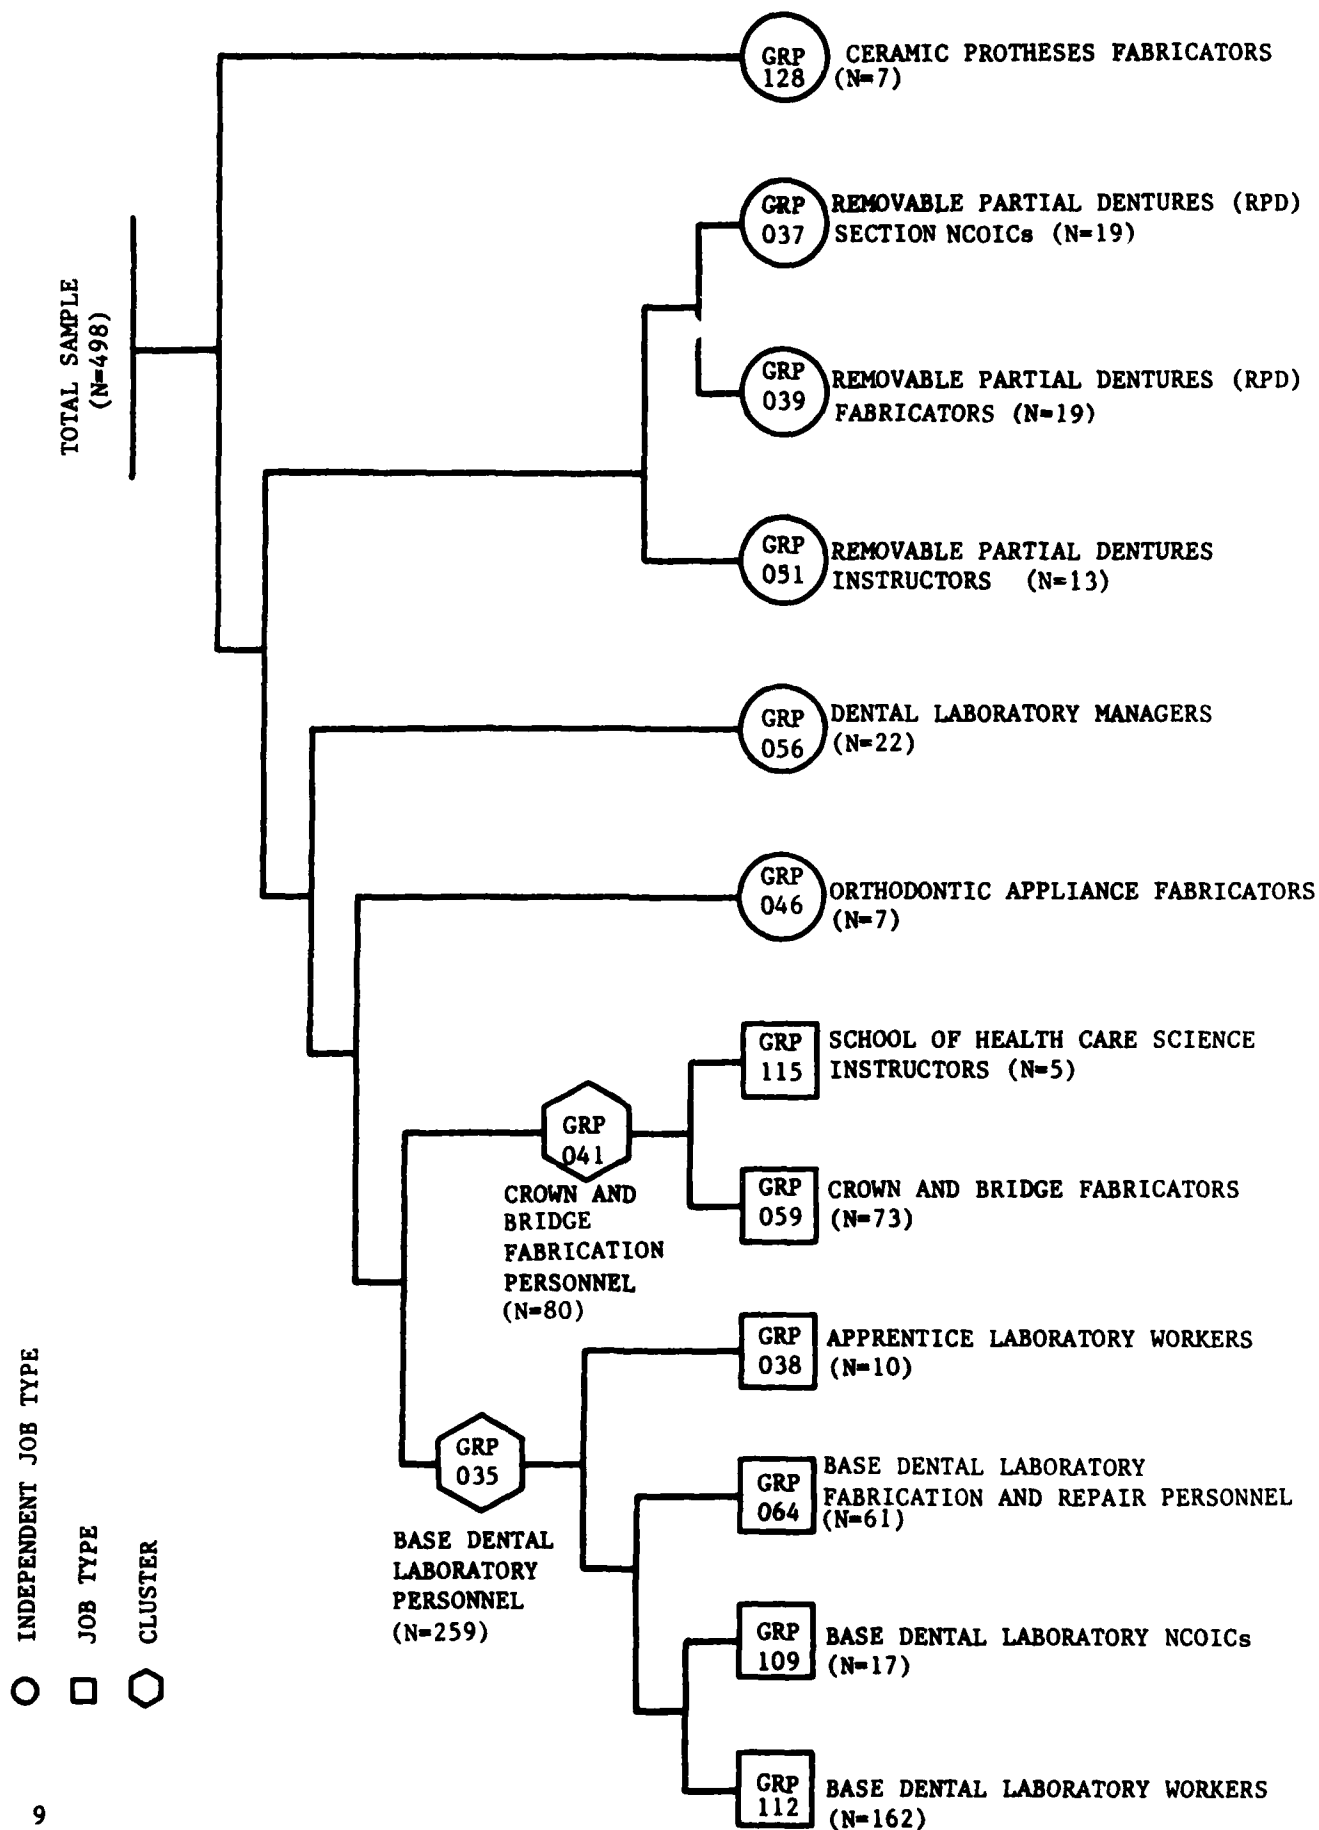 GRP
128
CERAMIC PROTHESES FABRICATORS
(N=7)
GRP
037
REMOVABLE PARTIAL DENTURES (RPD)
SECTION NCOICs (N=19)
TOTAL SAMPLE
(N=498)
GRP
039
REMOVABLE PARTIAL DENTURES (RPD)
FABRICATORS (N=19)
GRP
051
REMOVABLE PARTIAL DENTURES
INSTRUCTORS (N=13)
GRP
056
DENTAL LABORATORY MANAGERS
(N=22)
GRP
046
ORTHODONTIC APPLIANCE FABRICATORS
(N=7)
GRP
115
SCHOOL OF HEALTH CARE SCIENCE
INSTRUCTORS (N=5)
GRP
041
CROWN AND
BRIDGE
FABRICATION
PERSONNEL
(N=80)
GRP
059
CROWN AND BRIDGE FABRICATORS
(N=73)
GRP
038
APPRENTICE LABORATORY WORKERS
(N=10)
GRP
035
BASE DENTAL
LABORATORY
PERSONNEL
(N=259)
GRP
064
BASE DENTAL LABORATORY
FABRICATION AND REPAIR PERSONNEL
(N=61)
GRP
109
BASE DENTAL LABORATORY NCOICs
(N=17)
GRP
112
BASE DENTAL LABORATORY WORKERS
(N=162)
INDEPENDENT JOB TYPE
JOB TYPE
CLUSTER
9